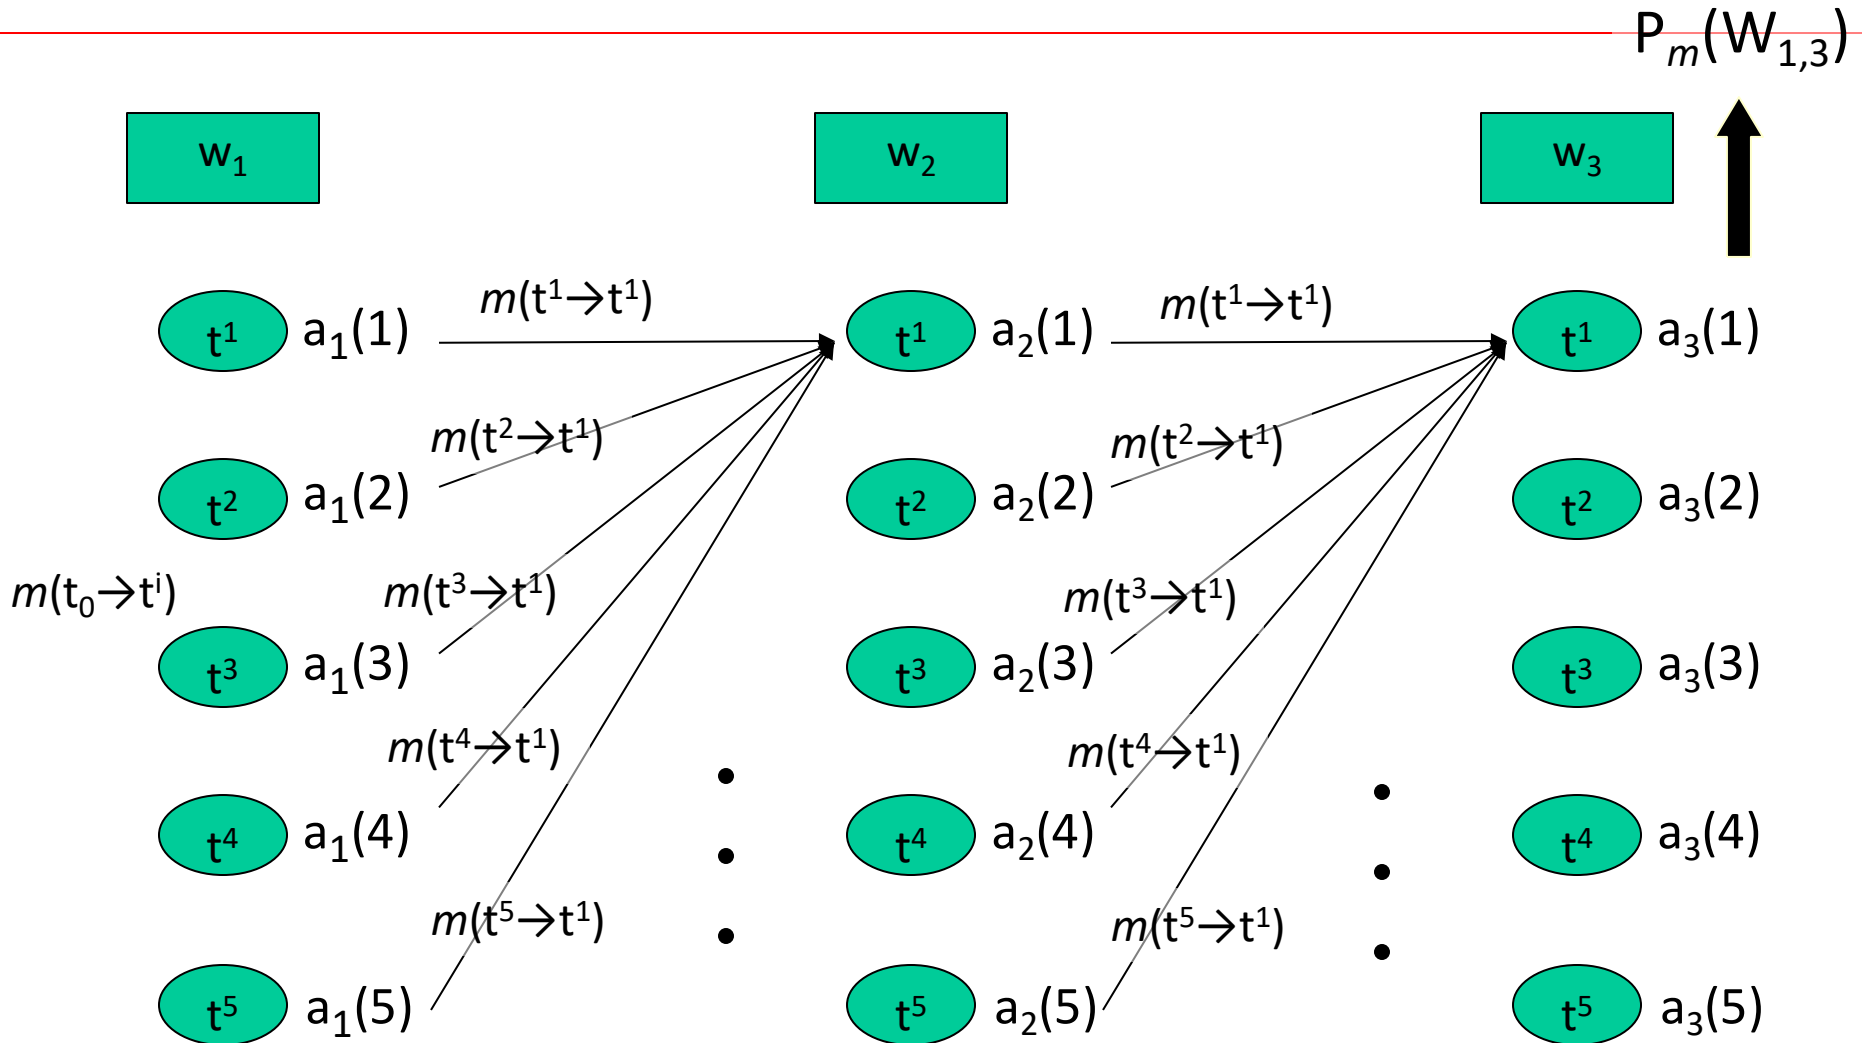 Pₘ(W₁,₃)
w₁ w₂ w₃
m(t¹→t¹) m(t¹→t¹)
t¹ a₁(1) t¹ a₂(1) t¹ a₃(1)
m(t²→t¹) m(t²→t¹)
t² a₁(2) t² a₂(2) t² a₃(2)
m(t₀→tⁱ) m(t³→t¹) m(t³→t¹)
t³ a₁(3) t³ a₂(3) t³ a₃(3)
m(t⁴→t¹) m(t⁴→t¹)
t⁴ a₁(4) t⁴ a₂(4) t⁴ a₃(4)
m(t⁵→t¹) m(t⁵→t¹)
t⁵ a₁(5) t⁵ a₂(5) t⁵ a₃(5)